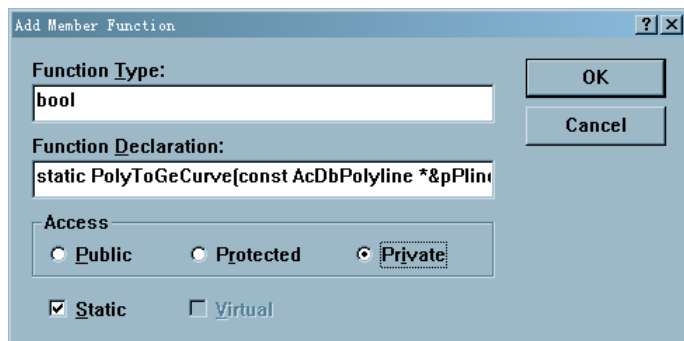 Add Member Function
Function Type:
bool
OK
Cancel
Function Declaration:
static PolyToGeCurve(const AcDbPolyline *&pPline
Access
Public Protected Private
Static Virtual